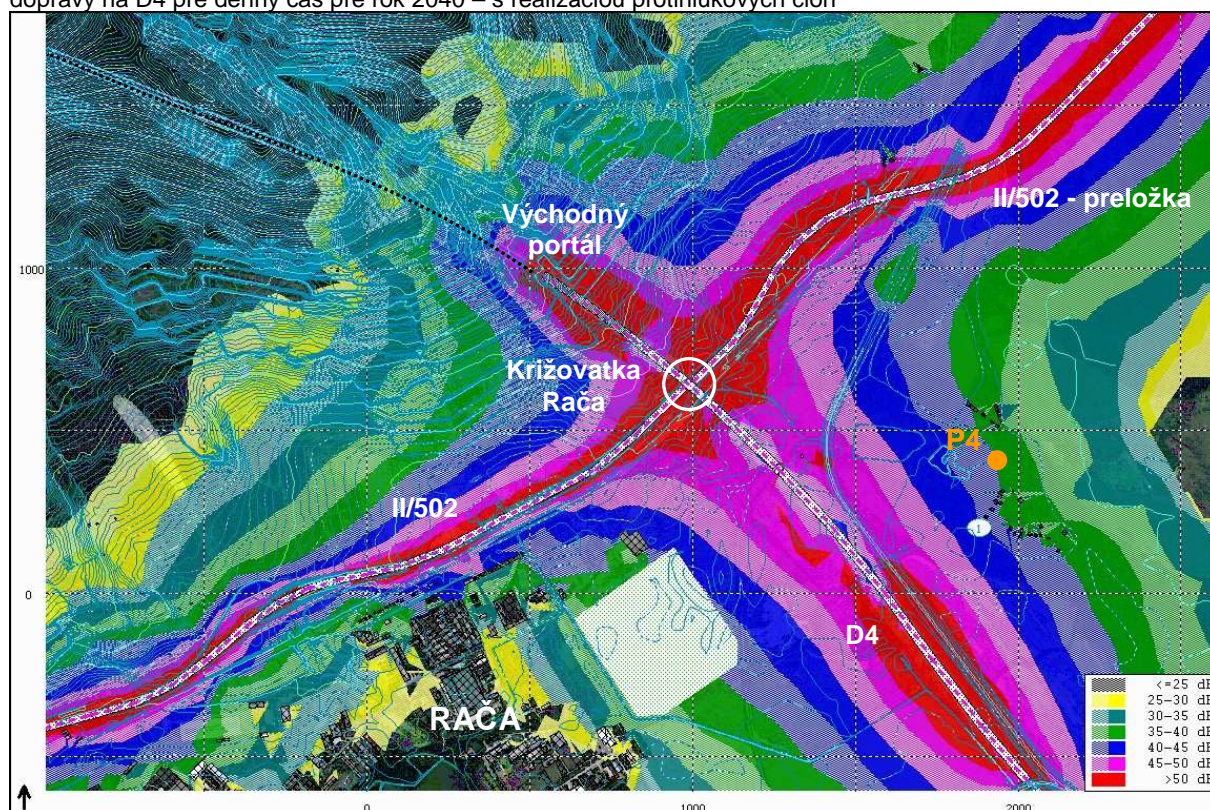 dopravy na D4 pre denný čas pre rok 2040 – s realizáciou protihlukových clôn
II/502 - preložka
Východný
portál
1000
Križovatka
Rača
P4
II/502
1
0
D4
RAČA
<=25 dB
25-30 dB
30-35 dB
35-40 dB
40-45 dB
45-50 dB
>50 dB
0
1000
2000